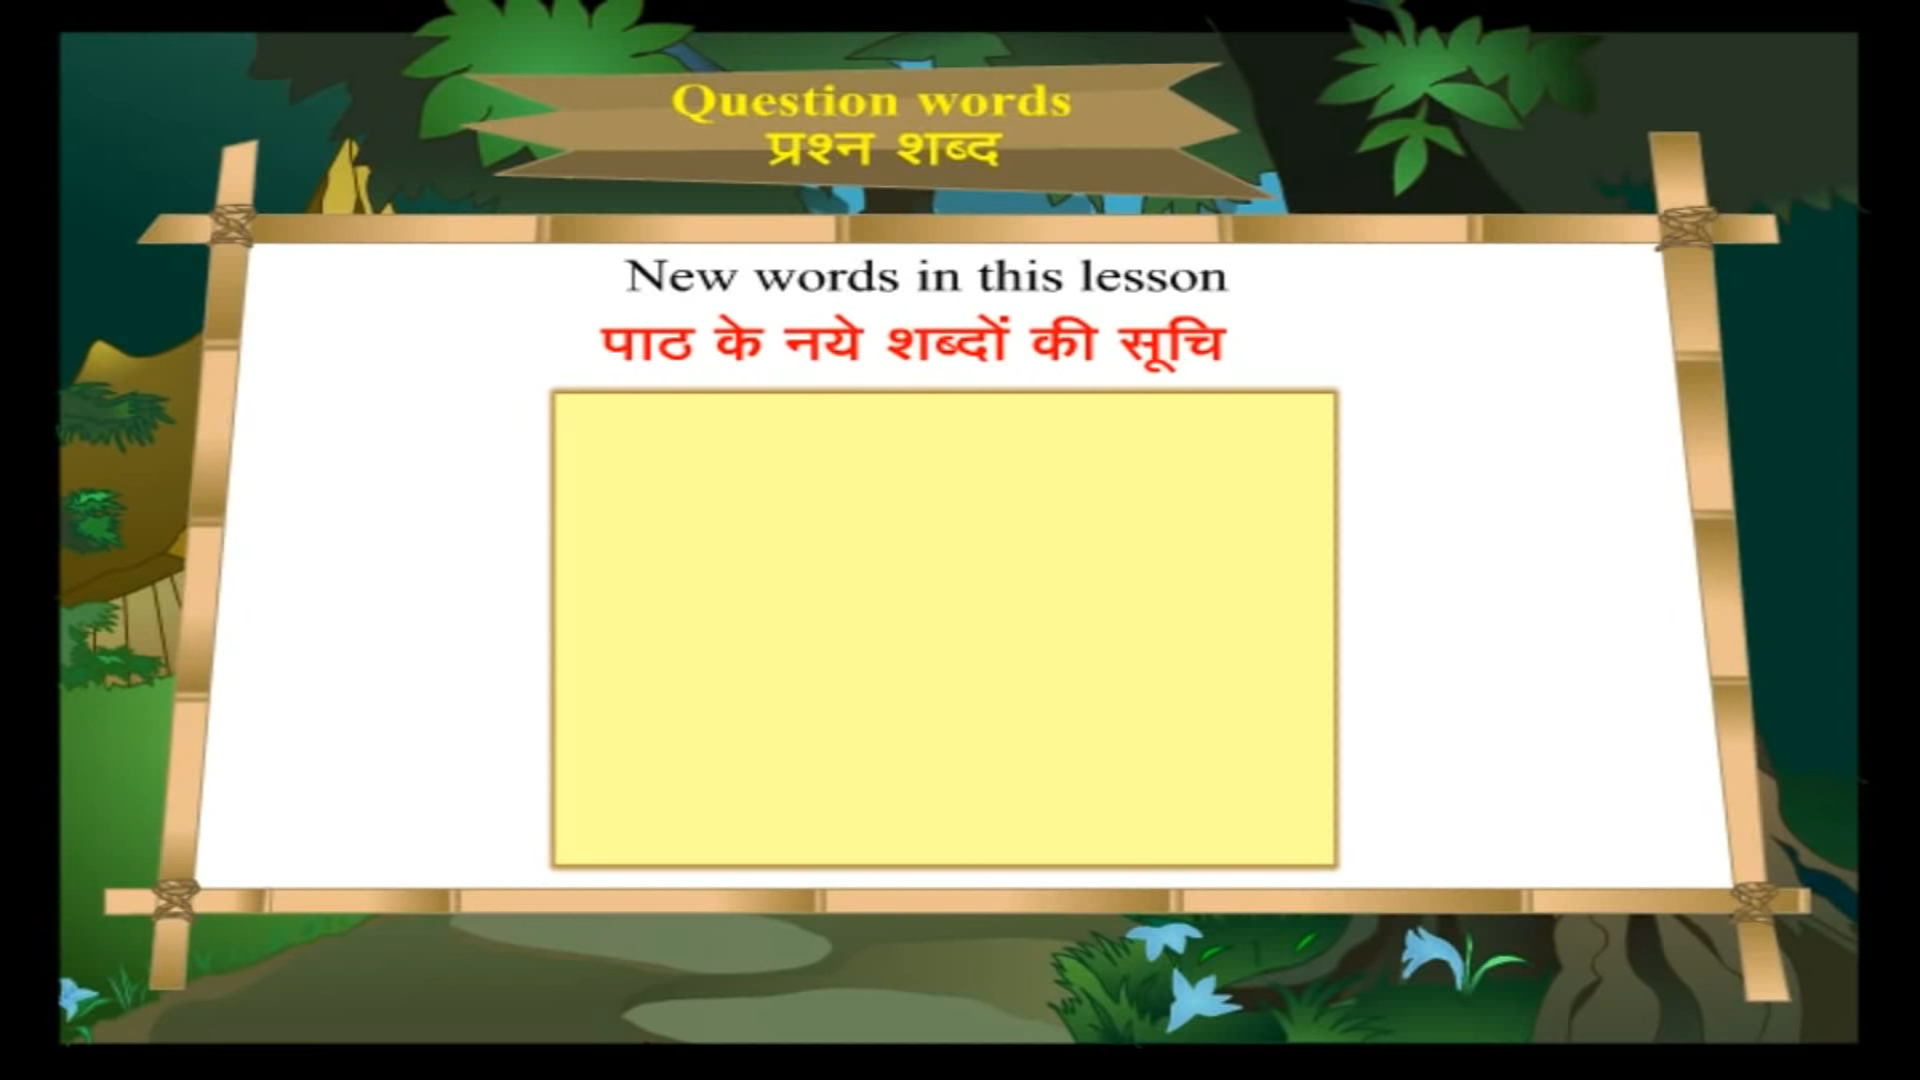 Question words
प्रश्न शब्द
New words in this lesson
पाठ के नये शब्दों की सूचि